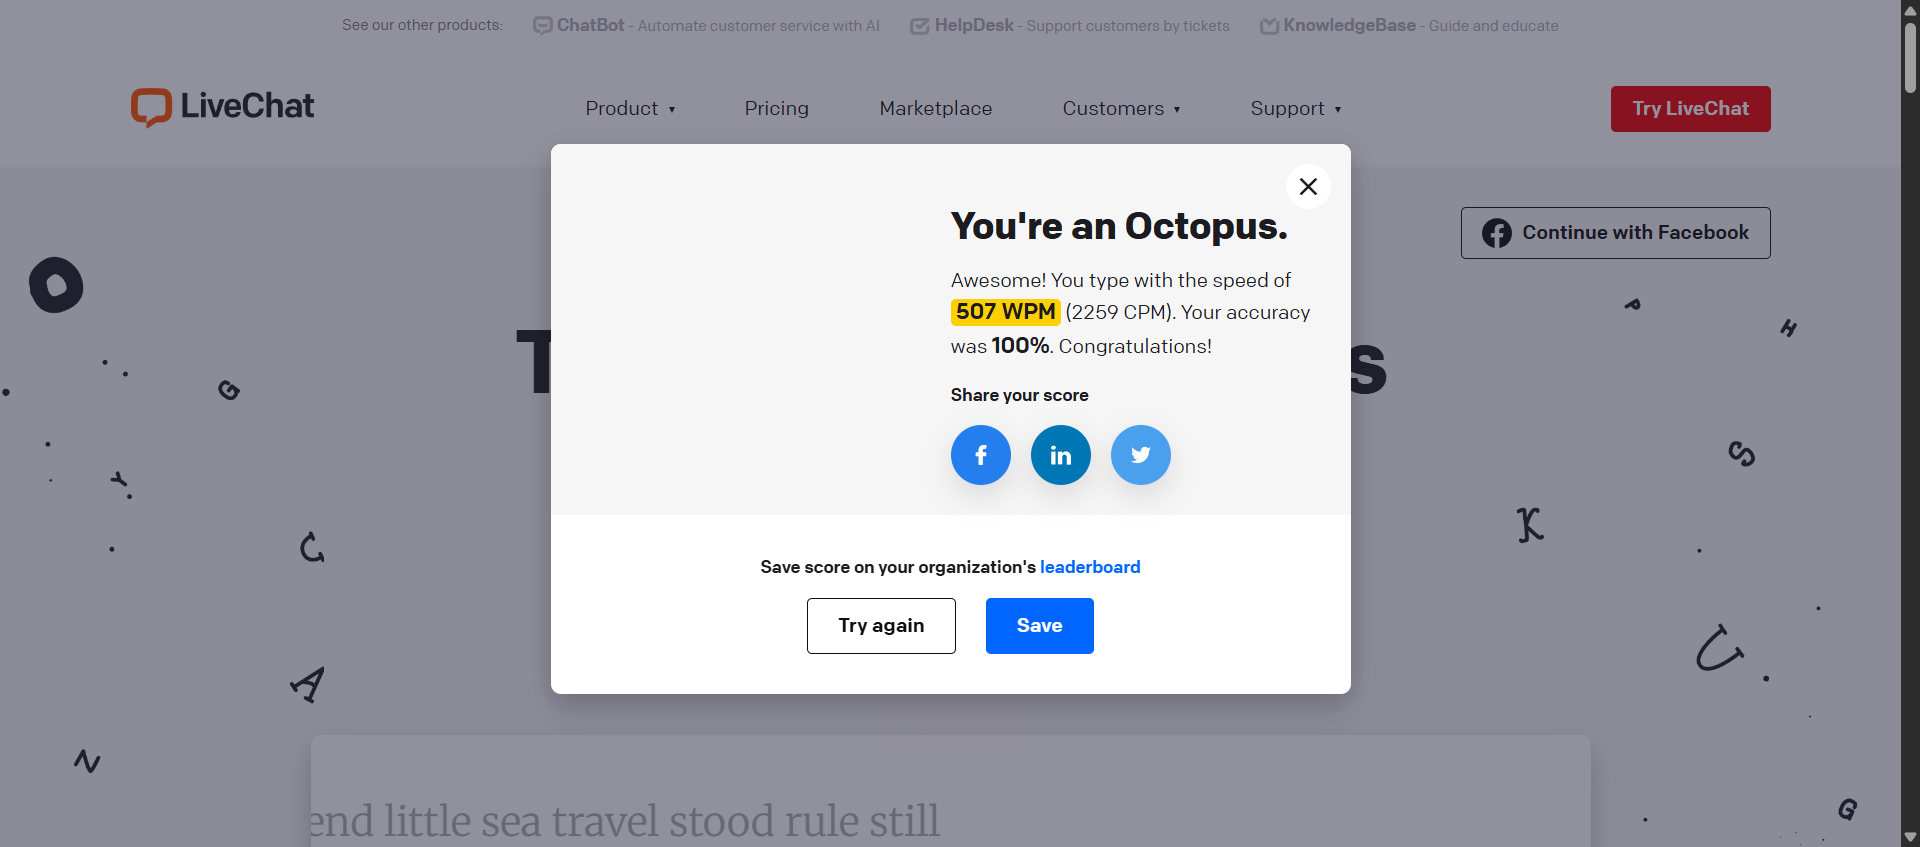 See our other products:
ChatBot - Automate customer service with AI
HelpDesk - Support customers by tickets
KnowledgeBase - Guide and educate
LiveChat
Product
Pricing
Marketplace
Customers
Support
Try LiveChat
Continue with Facebook
You're an Octopus.
Awesome! You type with the speed of
507 WPM (2259 CPM). Your accuracy
was 100%. Congratulations!
Share your score
Save score on your organization's leaderboard
Try again
Save
T
s
O
G
Y
C
A
N
P
H
S
K
U
G
end little sea travel stood rule still